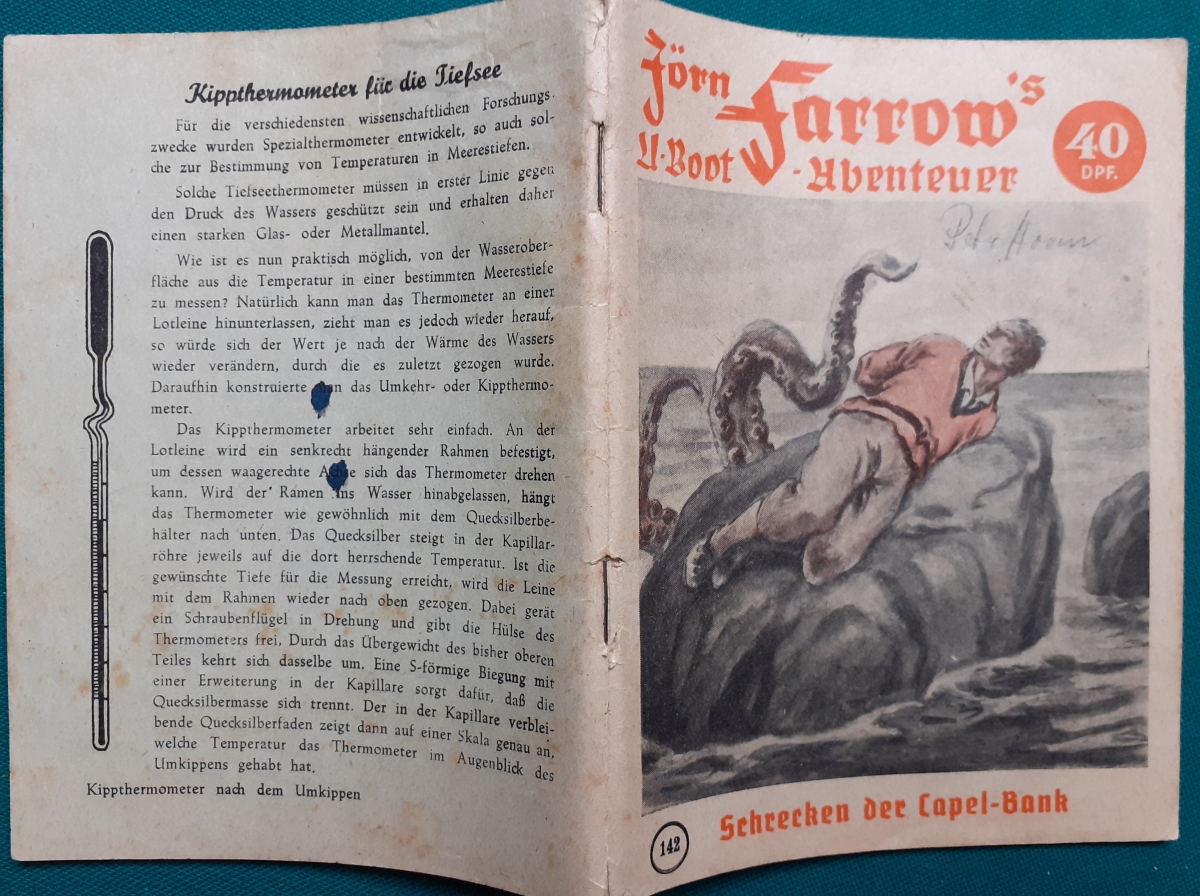 Kippthermometer für die Tiefsee
Für die verschiedensten wissenschaftlichen Forschungs-
zwecke wurden Spezialthermometer entwickelt, so auch sol-
che zur Bestimmung von Temperaturen in Meerestiefen.
Solche Tiefseethermometer müssen in erster Linie gegen
den Druck des Wassers geschützt sein und erhalten daher
einen starken Glas- oder Metallmantel.
Wie ist es nun praktisch möglich, von der Wasserober-
fläche aus die Temperatur in einer bestimmten Meerestiefe
zu messen? Natürlich kann man das Thermometer an einer
Lotleine hinunterlassen, zieht man es jedoch wieder herauf,
so würde sich der Wert je nach der Wärme des Wassers
wieder verändern, durch die es zuletzt gezogen wurde.
Daraufhin konstruierte das Umkehr- oder Kippthermo-
meter.
Das Kippthermometer arbeitet sehr einfach. An der
Lotleine wird ein senkrecht hängender Rahmen befestigt,
um dessen waagerechte sich das Thermometer drehen
kann. Wird der Ramen ins Wasser hinabgelassen, hängt
das Thermometer wie gewöhnlich mit dem Quecksilberbe-
hälter nach unten. Das Quecksilber steigt in der Kapillar-
röhre jeweils auf die dort herrschende Temperatur. Ist die
gewünschte Tiefe für die Messung erreicht, wird die Leine
mit dem Rahmen wieder nach oben gezogen. Dabei gerät
ein Schraubenflügel in Drehung und gibt die Hülse des
Thermometers frei. Durch das Übergewicht des bisher oberen
Teiles kehrt sich dasselbe um. Eine S-förmige Biegung mit
einer Erweiterung in der Kapillare sorgt dafür, daß die
Quecksilbermasse sich trennt. Der in der Kapillare verblei-
bende Quecksilberfaden zeigt dann auf einer Skala genau an,
welche Temperatur das Thermometer im Augenblick des
Umkippens gehabt hat.
Kippthermometer nach dem Umkippen
Jörn Farrow's
U-Boot-Abenteuer
40
DPF.
Schrecken der Capel-Bank
142